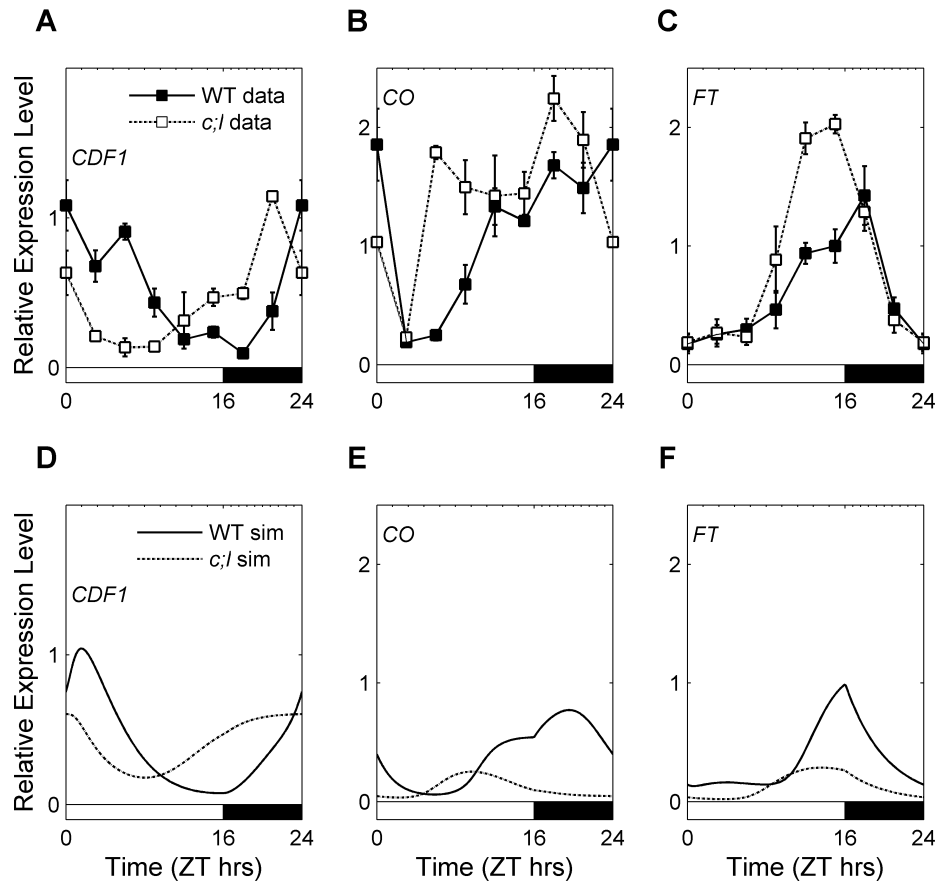 A
B
C
Relative Expression Level
WT data
c;l data
CDF1
1
0
0
16
24
CO
2
1
0
0
16
24
FT
2
1
0
0
16
24
D
E
F
Relative Expression Level
WT sim
c;l sim
CDF1
1
0
0
16
24
Time (ZT hrs)
CO
2
1
0
0
16
24
Time (ZT hrs)
FT
2
1
0
0
16
24
Time (ZT hrs)